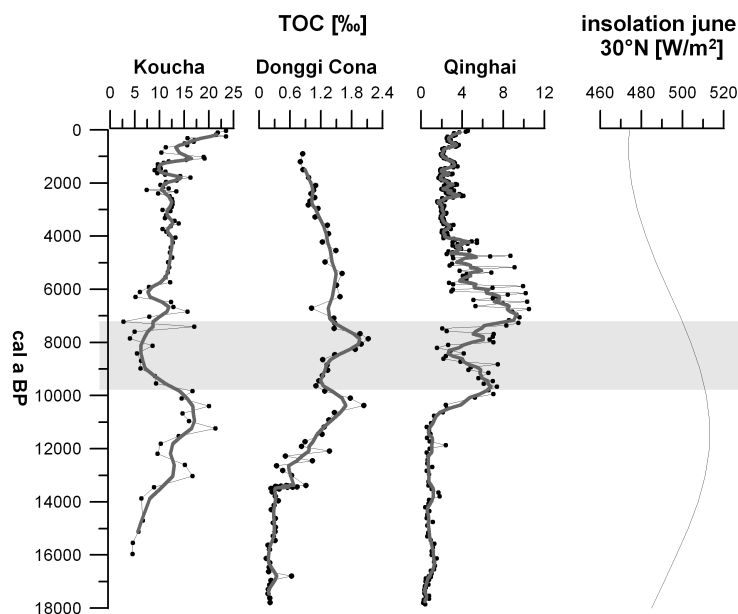 TOC [‰]
insolation june
30°N [W/m²]
Koucha
Donggi Cona
Qinghai
0 5 10 15 20 25
0 0.6 1.2 1.8 2.4
0 4 8 12
460 480 500 520
0
2000
4000
6000
8000
10000
12000
14000
16000
18000
cal a BP